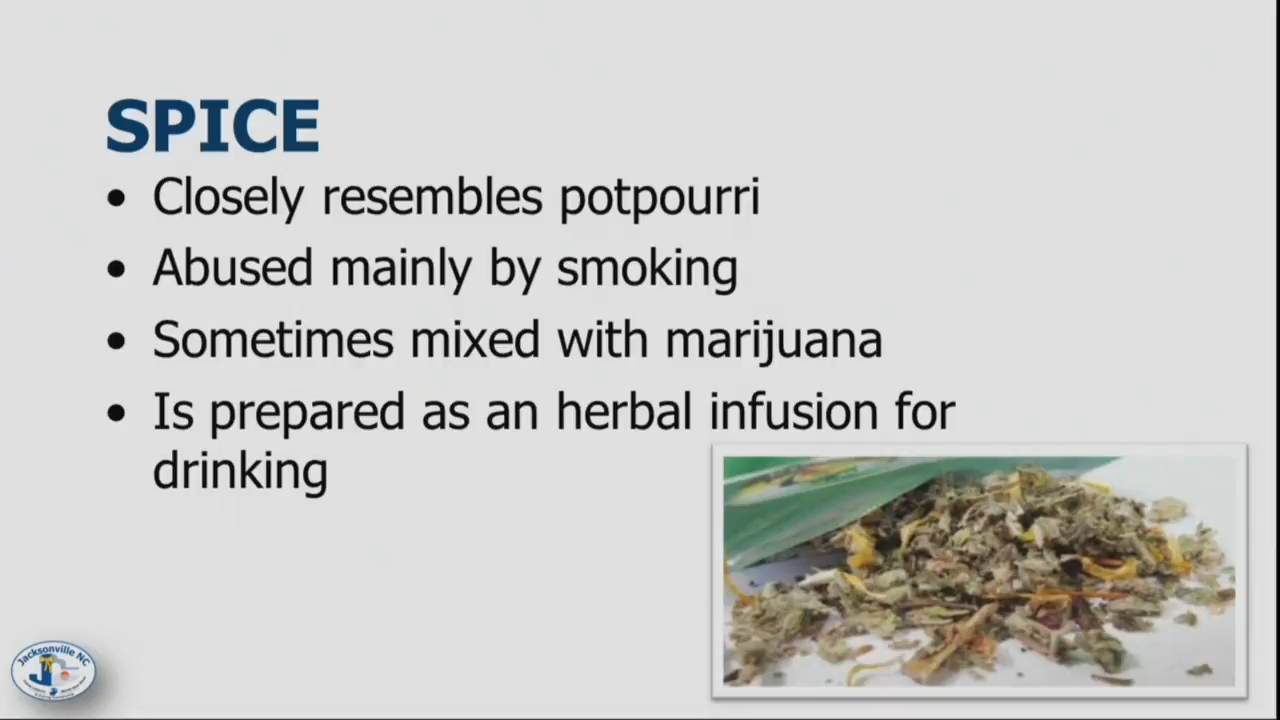 SPICE
• Closely resembles potpourri
• Abused mainly by smoking
• Sometimes mixed with marijuana
• Is prepared as an herbal infusion for
drinking
Jacksonville NC